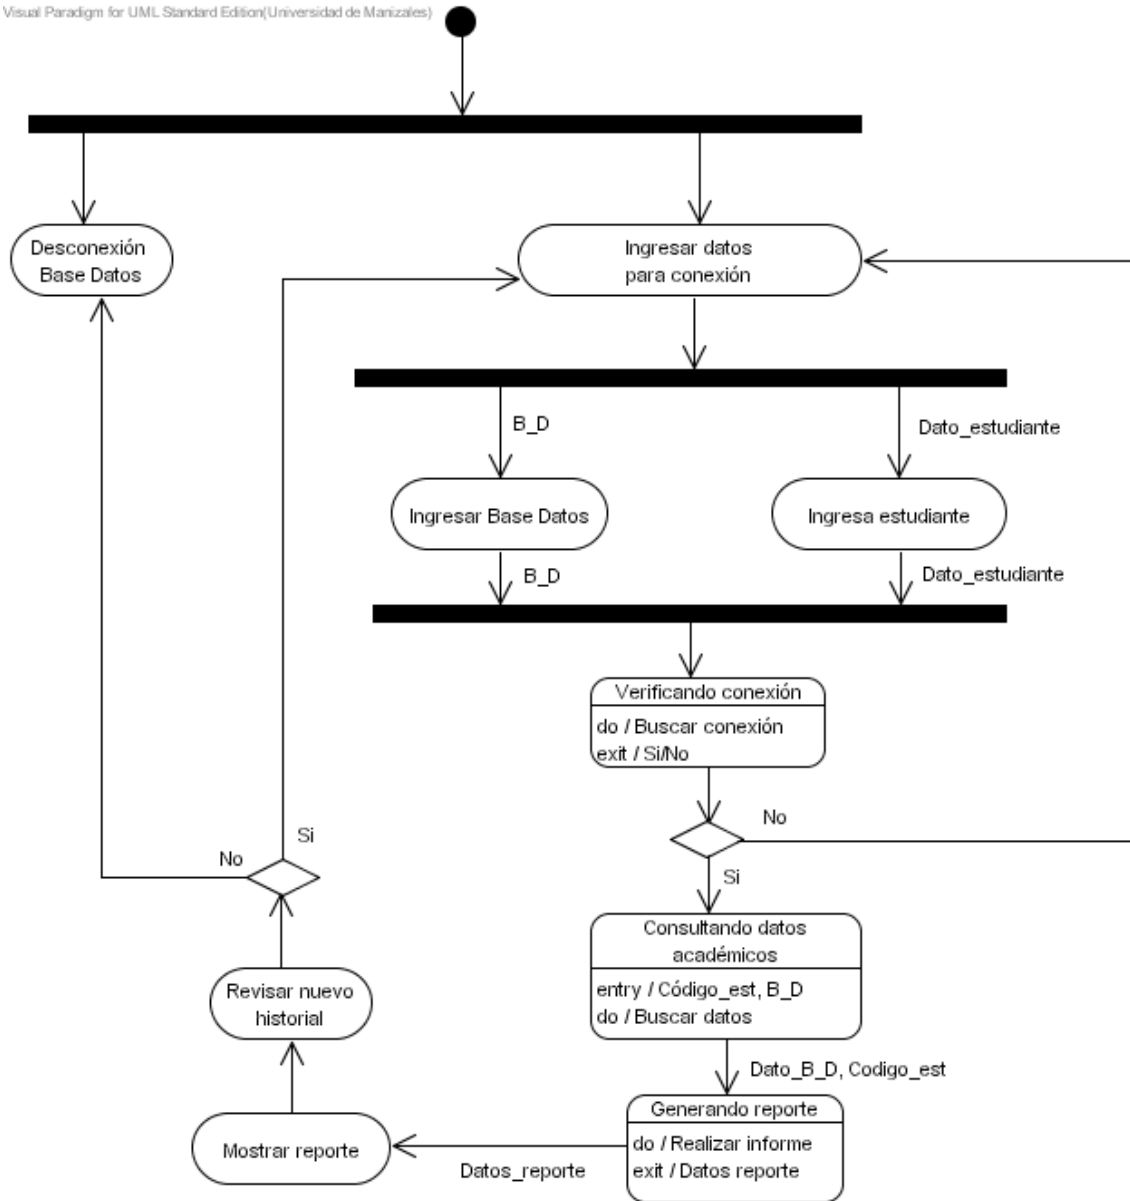 Visual Paradigm for UML Standard Edition(Universidad de Manizales)
Desconexión
Base Datos
Ingresar datos
para conexión
B_D
Dato_estudiante
Ingresar Base Datos
Ingresa estudiante
B_D
Dato_estudiante
Verificando conexión
do / Buscar conexión
exit / Si/No
No
Si
Si
No
Consultando datos
académicos
entry / Código_est, B_D
do / Buscar datos
Revisar nuevo
historial
Dato_B_D, Codigo_est
Generando reporte
do / Realizar informe
exit / Datos reporte
Mostrar reporte
Datos_reporte